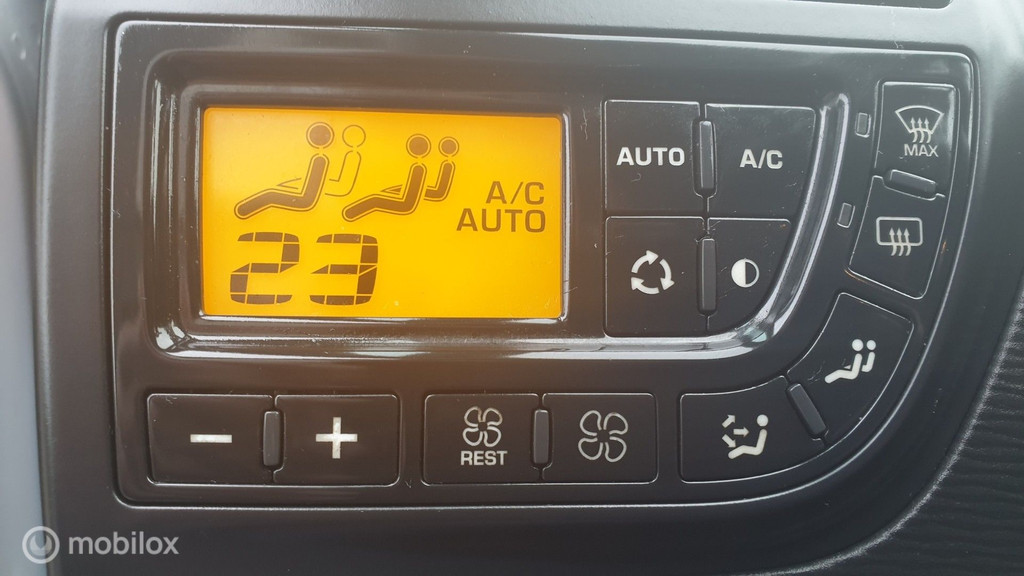 A/C
AUTO
23
AUTO
A/C
MAX
REST
mobilox